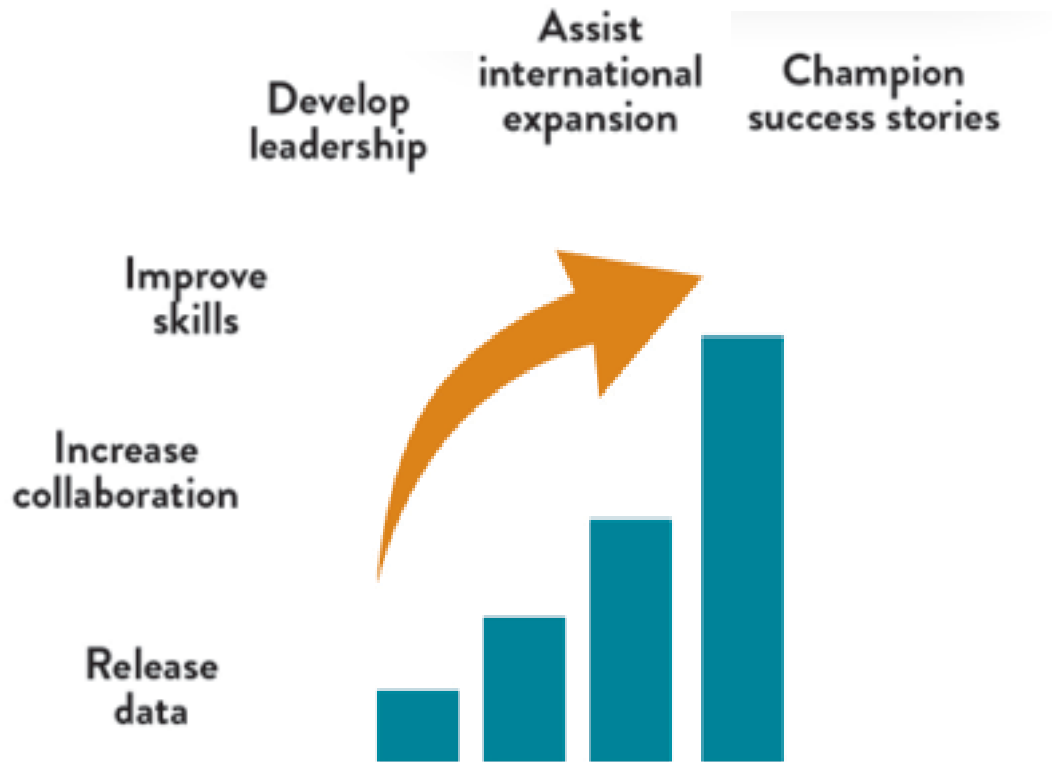 Assist
international
expansion
Champion
success stories
Develop
leadership
Improve
skills
Increase
collaboration
Release
data